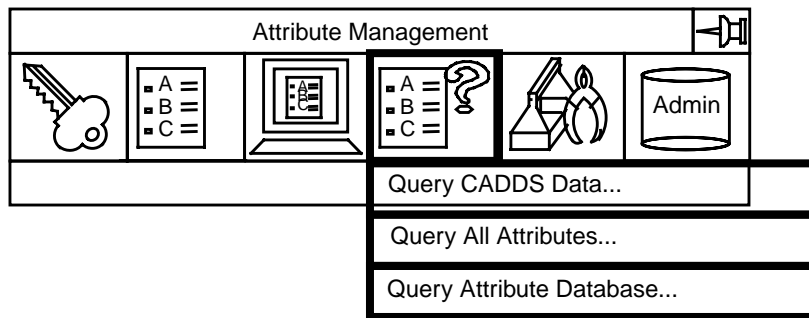 Attribute Management
A =
B =
C =
A =
B =
C =
A =
B =
C =
?
Admin
Query CADDS Data...
Query All Attributes...
Query Attribute Database...